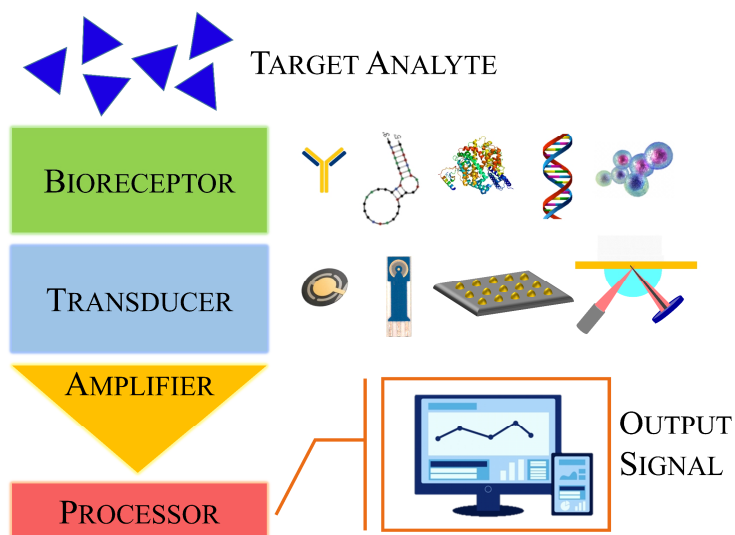 TARGET ANALYTE
BIORECEPTOR
TRANSDUCER
AMPLIFIER
OUTPUT
SIGNAL
PROCESSOR